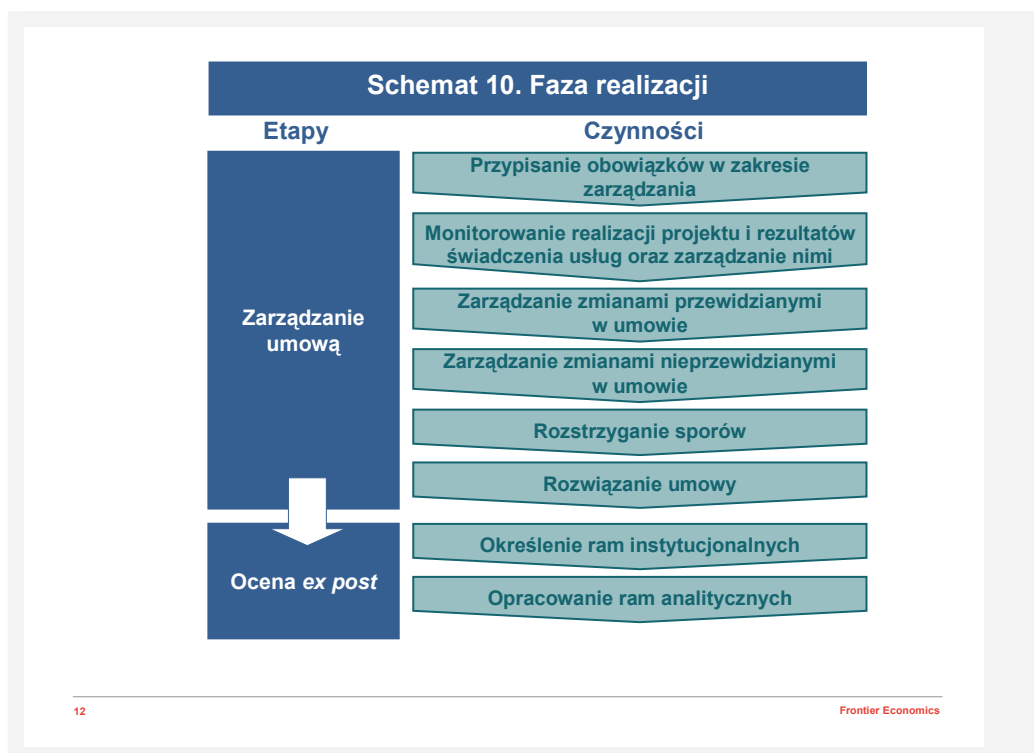 Schemat 10. Faza realizacji
Etapy
Czynności
Zarządzanie
umową
Przypisanie obowiązków w zakresie
zarządzania
Monitorowanie realizacji projektu i rezultatów
świadczenia usług oraz zarządzanie nimi
Zarządzanie zmianami przewidzianymi
w umowie
Zarządzanie zmianami nieprzewidzianymi
w umowie
Rozstrzyganie sporów
Rozwiązanie umowy
Ocena ex post
Określenie ram instytucjonalnych
Opracowanie ram analitycznych
12
Frontier Economics